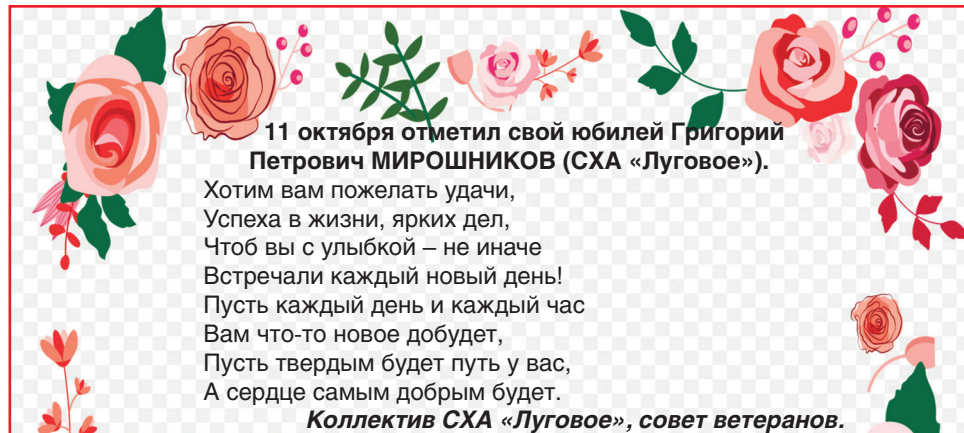 11 октября отметил свой юбилей Григорий
Петрович МИРОШНИКОВ (СХА «Луговое»).
Хотим вам пожелать удачи,
Успеха в жизни, ярких дел,
Чтоб вы с улыбкой – не иначе
Встречали каждый новый день!
Пусть каждый день и каждый час
Вам что-то новое добудет,
Пусть твердым будет путь у вас,
А сердце самым добрым будет.
Коллектив СХА «Луговое», совет ветеранов.